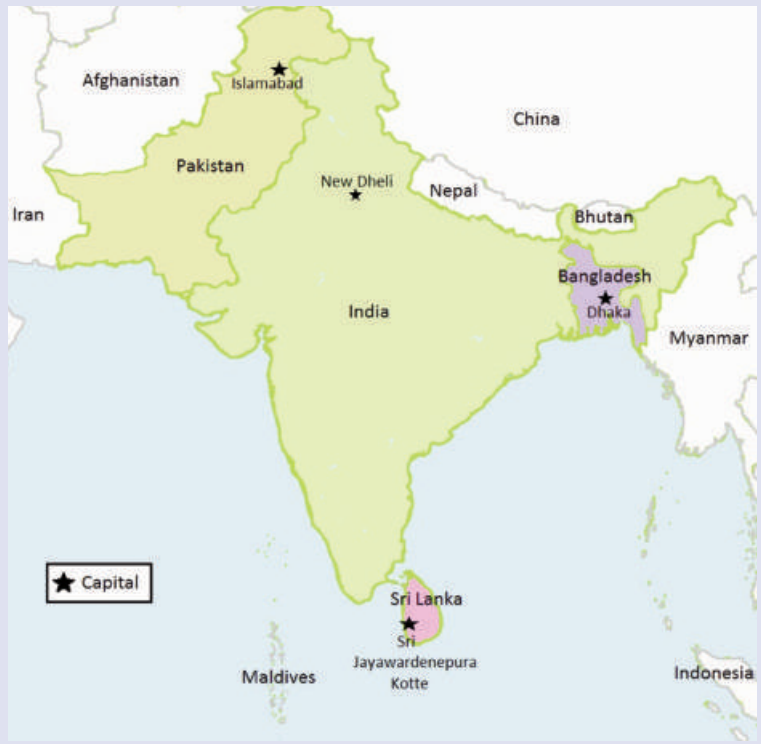 Afghanistan
Islamabad
China
Pakistan
New Dheli
Nepal
Iran
Bhutan
Bangladesh
Dhaka
India
Myanmar
Capital
Sri Lanka
Sri
Jayawardenepura
Kotte
Maldives
Indonesia